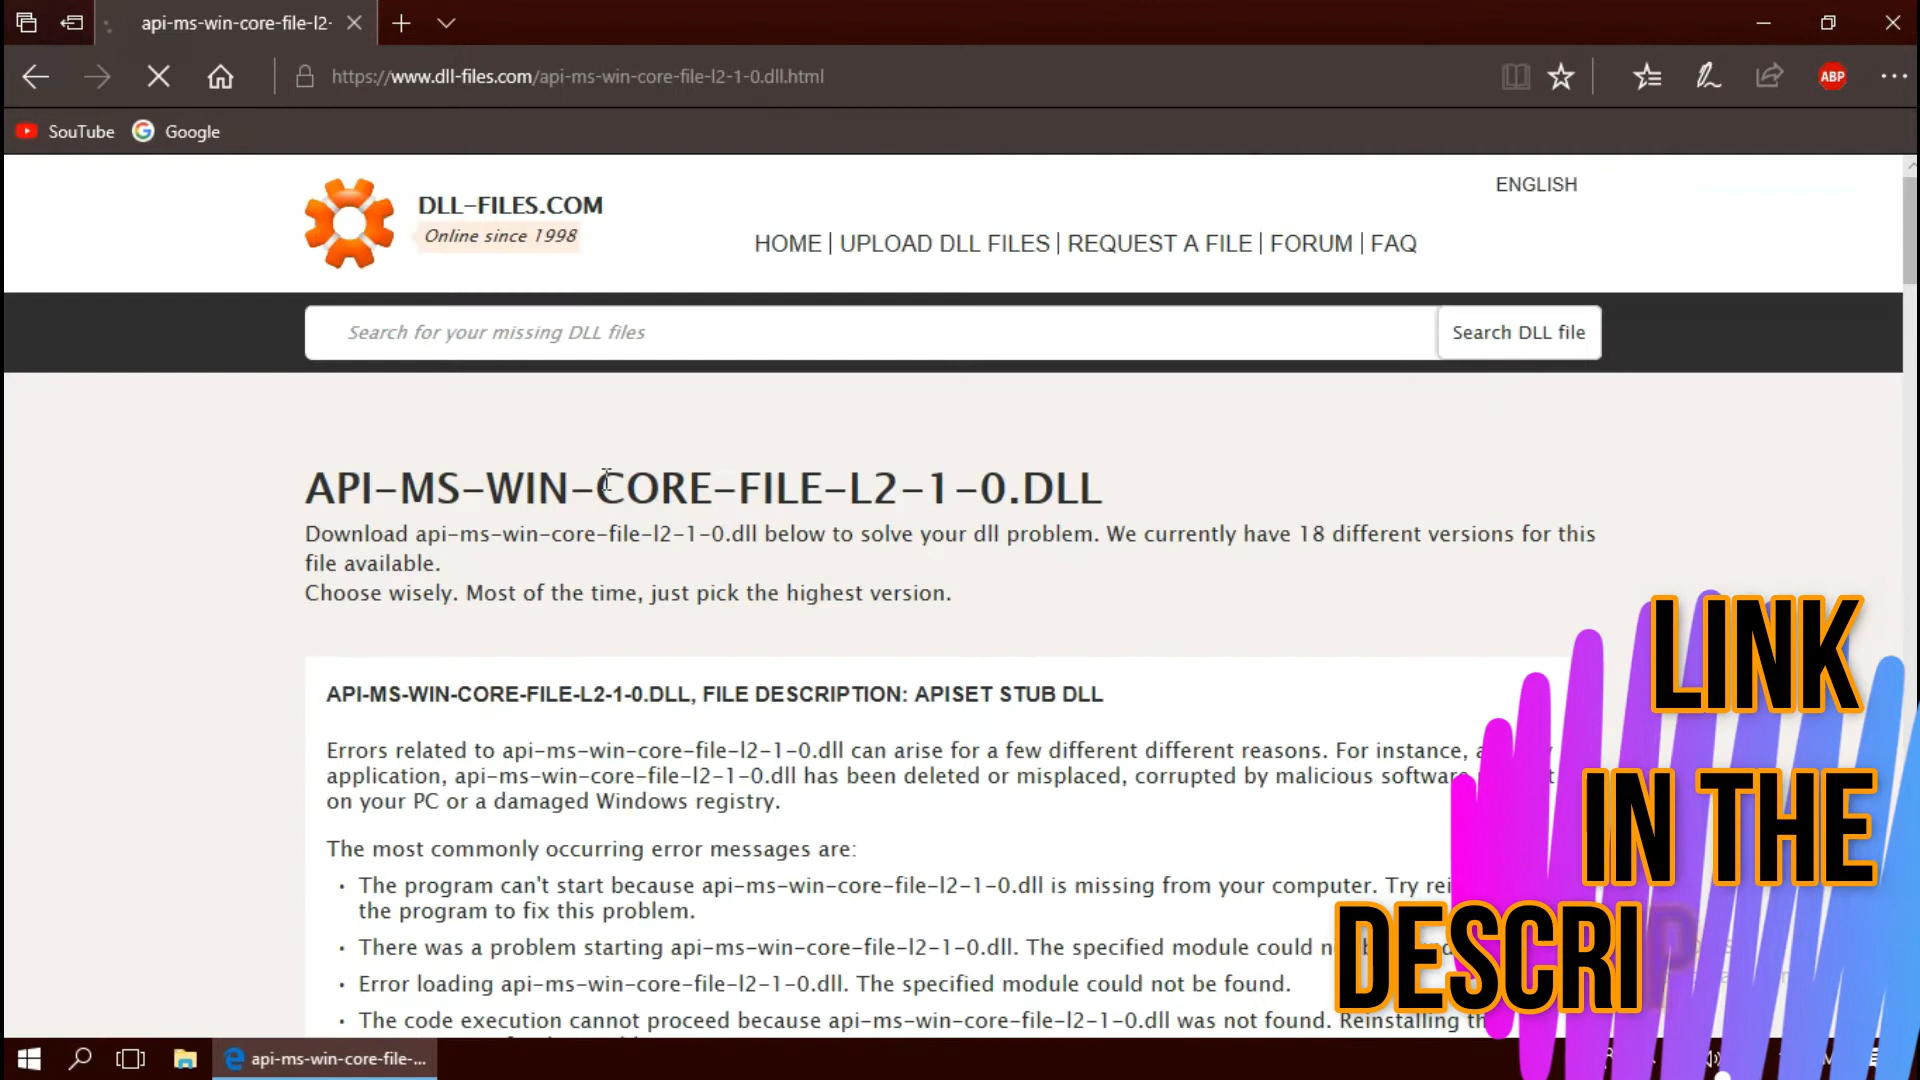 api-ms-win-core-file-l2-
https://www.dll-files.com/api-ms-win-core-file-l2-1-0.dll.html
ABP
SouTube
Google
DLL-FILES.COM
Online since 1998
ENGLISH
HOME | UPLOAD DLL FILES | REQUEST A FILE | FORUM | FAQ
Search for your missing DLL files
Search DLL file
API-MS-WIN-CORE-FILE-L2-1-0.DLL
Download api-ms-win-core-file-l2-1-0.dll below to solve your dll problem. We currently have 18 different versions for this
file available.
Choose wisely. Most of the time, just pick the highest version.
API-MS-WIN-CORE-FILE-L2-1-0.DLL, FILE DESCRIPTION: APISET STUB DLL
Errors related to api-ms-win-core-file-l2-1-0.dll can arise for a few different different reasons. For instance, a
application, api-ms-win-core-file-l2-1-0.dll has been deleted or misplaced, corrupted by malicious software
on your PC or a damaged Windows registry.
The most commonly occurring error messages are:
• The program can't start because api-ms-win-core-file-l2-1-0.dll is missing from your computer. Try rei
the program to fix this problem.
• There was a problem starting api-ms-win-core-file-l2-1-0.dll. The specified module could
• Error loading api-ms-win-core-file-l2-1-0.dll. The specified module could not be found.
• The code execution cannot proceed because api-ms-win-core-file-l2-1-0.dll was not found. Reinstalling
LINK
IN THE
DESCRIP
api-ms-win-core-file-...